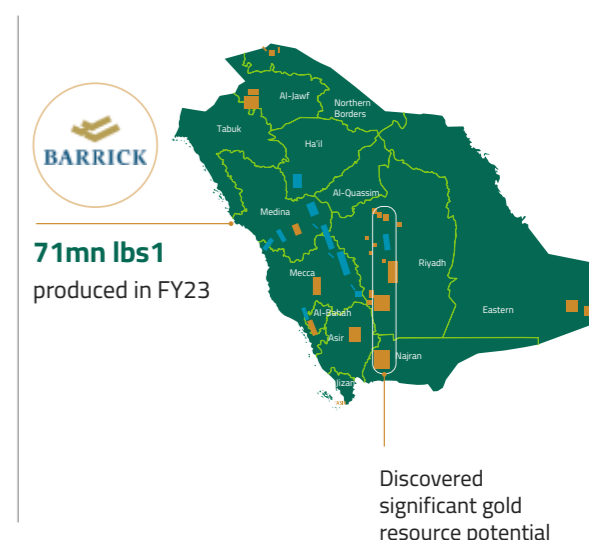 BARRICK
71mn lbs1
produced in FY23
Al-Jawf
Northern
Borders
Tabuk
Ha'il
Al-Quassim
Medina
Riyadh
Mecca
Eastern
Al-Bahah
Asir
Najran
Jizan
Discovered
significant gold
resource potential